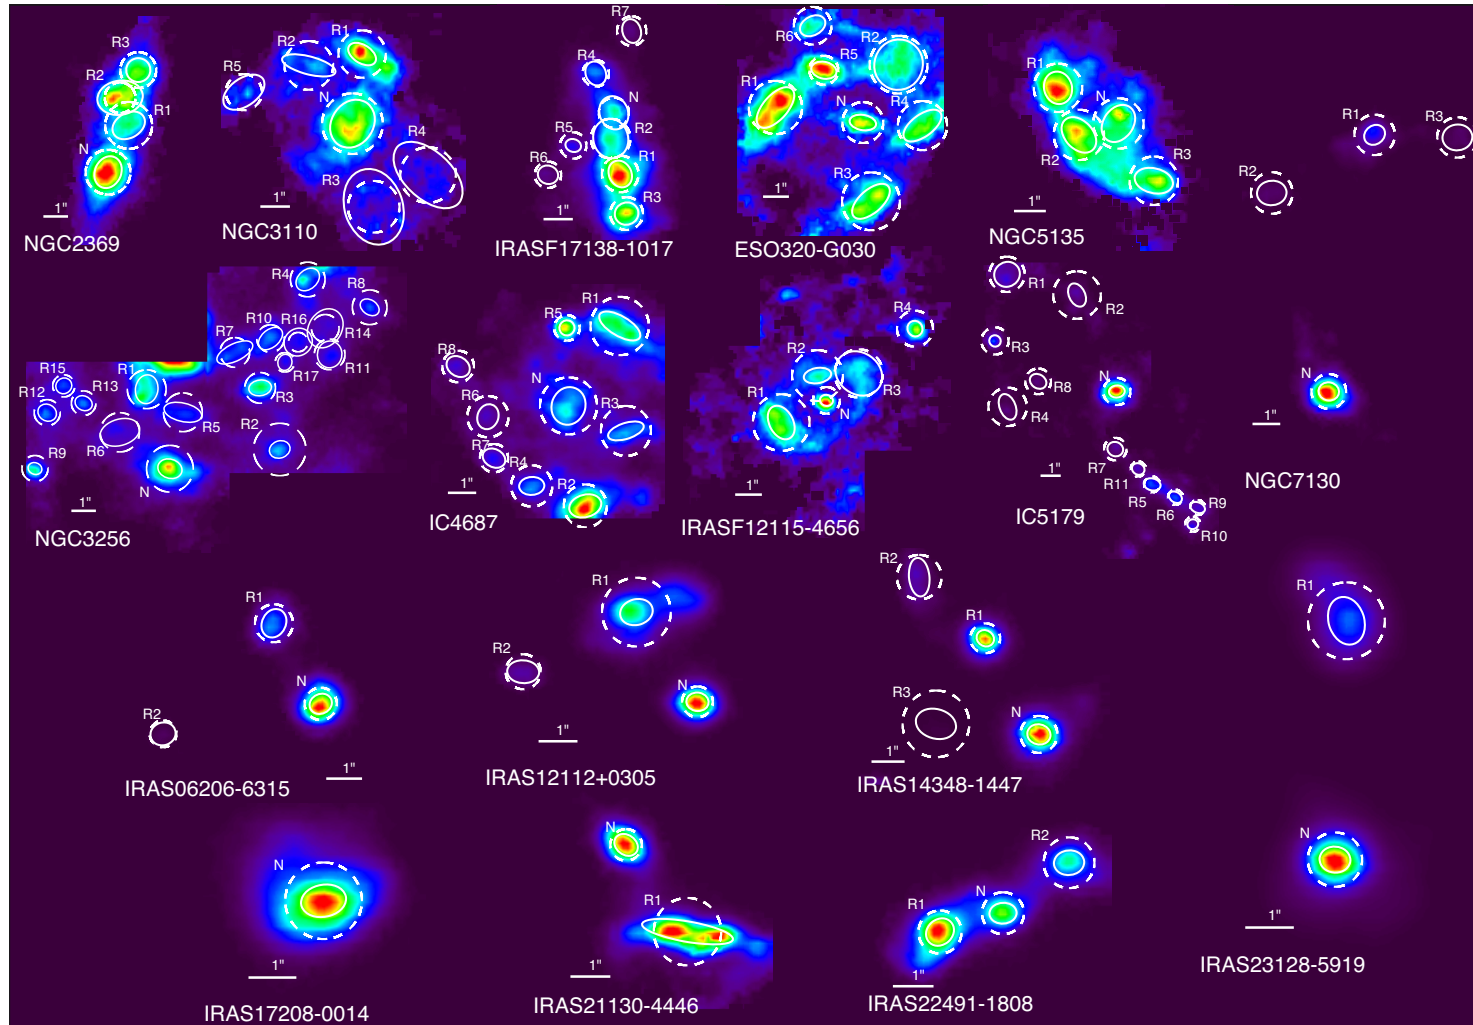 R3
R2
R1
N
1"
NGC2369
R1
R2
R5
N
R4
R3
1"
NGC3110
R7
R4
N
R5
R2
R6
R1
R3
1"
IRASF17138-1017
R6
R2
R5
R1
R4
N
R3
1"
ESO320-G030
R1
N
R2
R3
1"
NGC5135
R1
R3
R2
1"
NGC7130
N
R4
R8
R10
R16
R7
R14
R11
R17
R15
R1
R13
R12
R3
R5
R2
R6
R9
N
1"
NGC3256
R1
R5
R8
N
R6
R3
R7
R4
R2
1"
IC4687
R4
R2
R3
R1
N
1"
IRASF12115-4656
R1
R2
R3
R8
N
R4
R7
R11
R5
R6
R9
R10
1"
IC5179
R1
N
R2
1"
IRAS06206-6315
R1
R2
N
1"
IRAS12112+0305
R2
R1
R3
N
1"
IRAS14348-1447
R1
N
1"
IRAS23128-5919
N
1"
IRAS17208-0014
N
R1
1"
IRAS21130-4446
R2
N
R1
1"
IRAS22491-1808